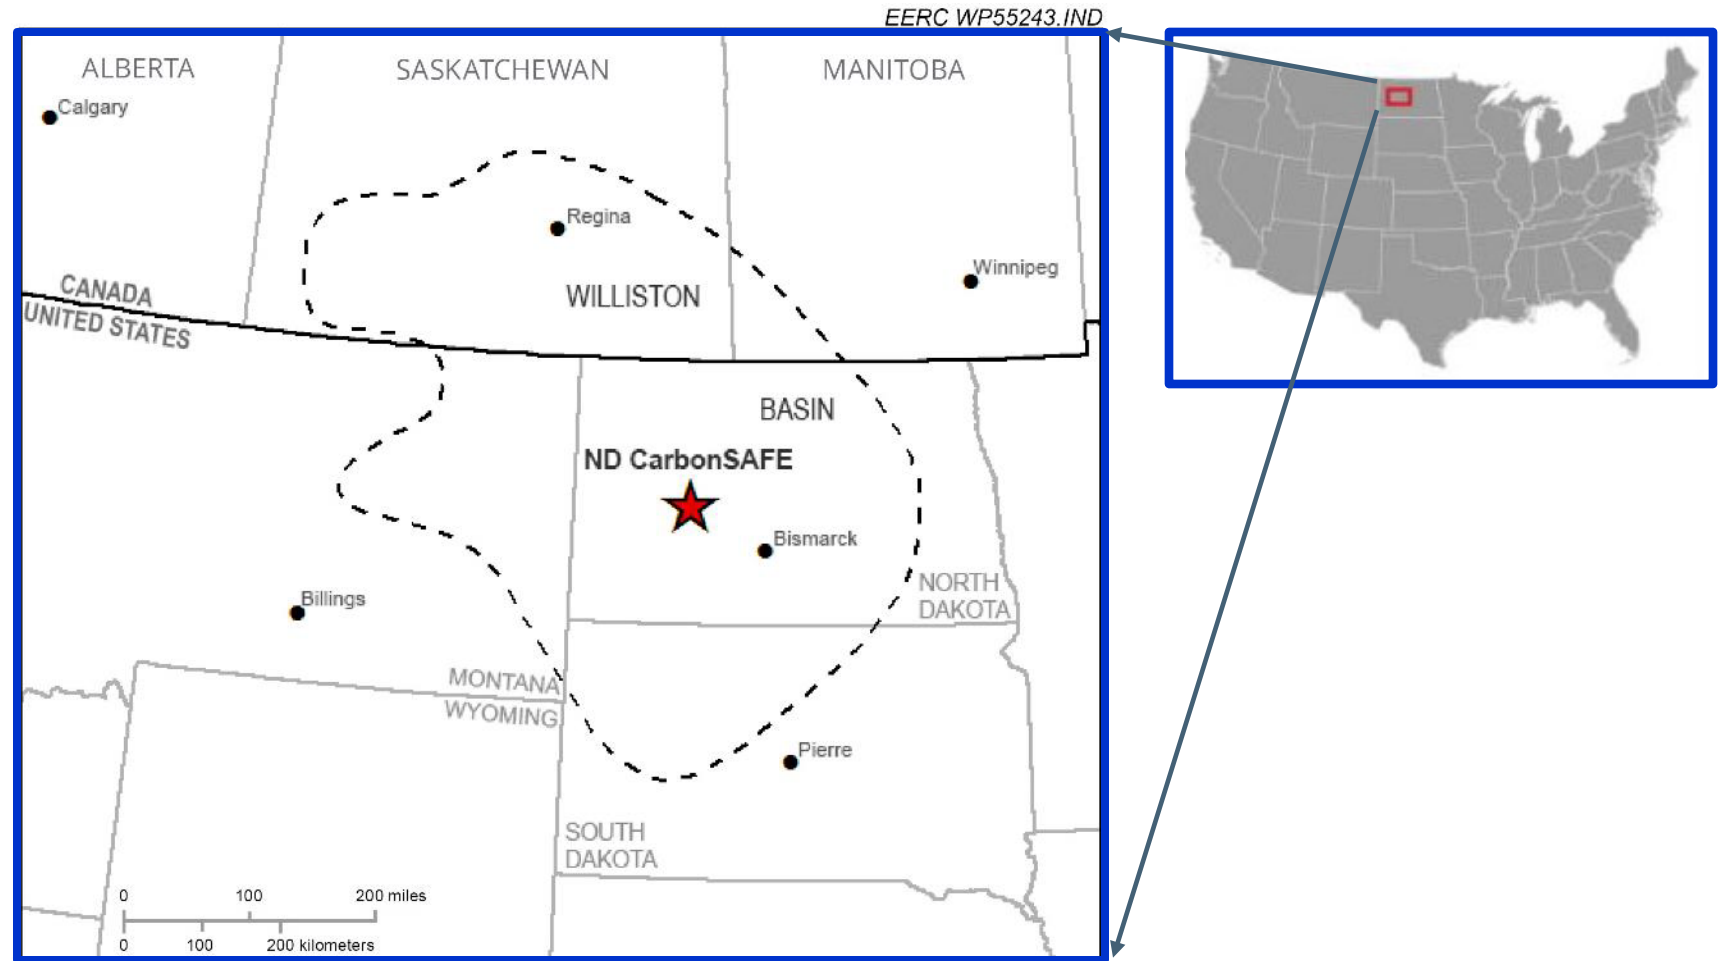 EERC WP55243.IND
ALBERTA
SASKATCHEWAN
MANITOBA
Calgary
Regina
Winnipeg
CANADA
UNITED STATES
WILLISTON
BASIN
ND CarbonSAFE
Bismarck
NORTH
DAKOTA
Billings
MONTANA
WYOMING
Pierre
SOUTH
DAKOTA
0 100 200 miles
0 100 200 kilometers